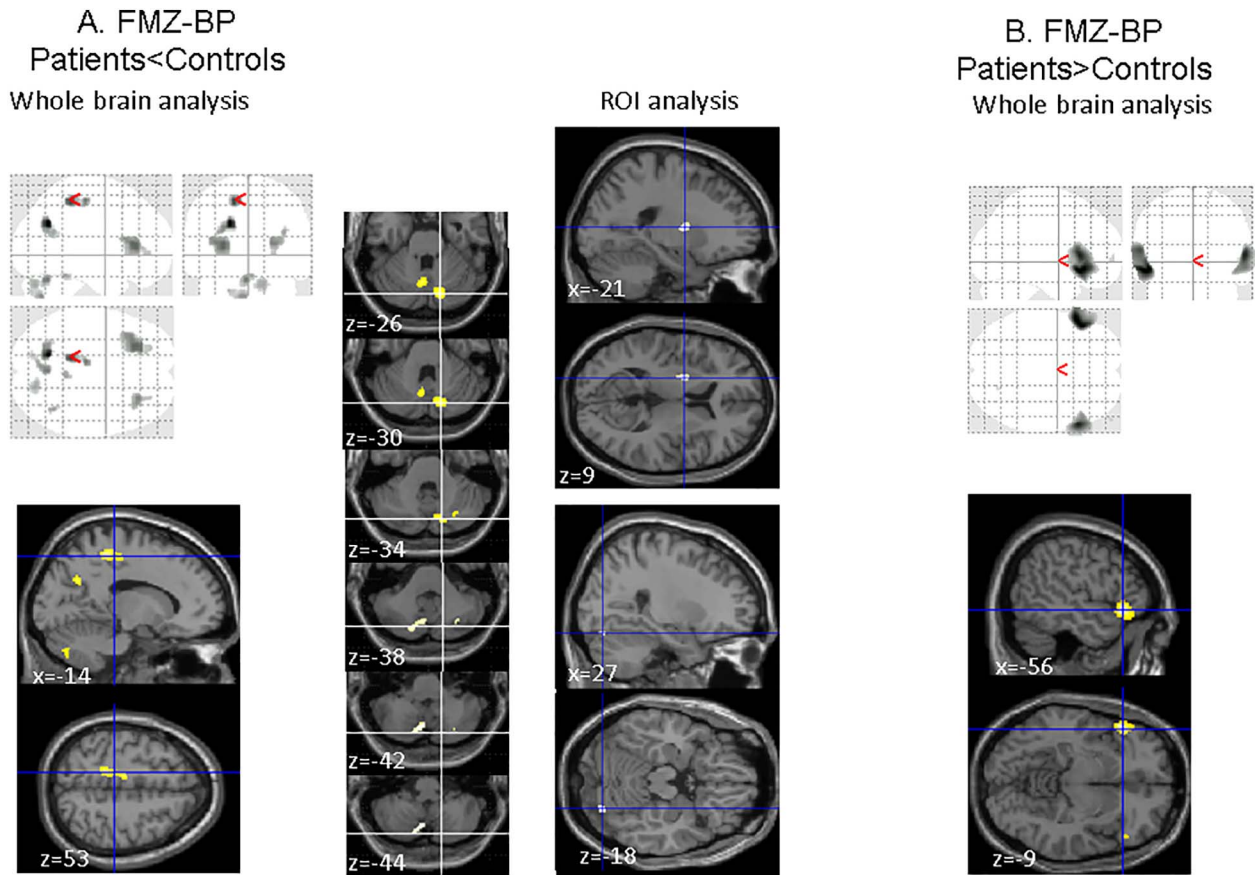 A. FMZ-BP
Patients<Controls
Whole brain analysis
ROI analysis
B. FMZ-BP
Patients>Controls
Whole brain analysis
<
<
<
x=-14
z=53
z=-26
z=-30
z=-34
z=-38
z=-42
z=-44
x=-21
z=9
x=27
z=-18
<
<
<
x=-56
z=-9